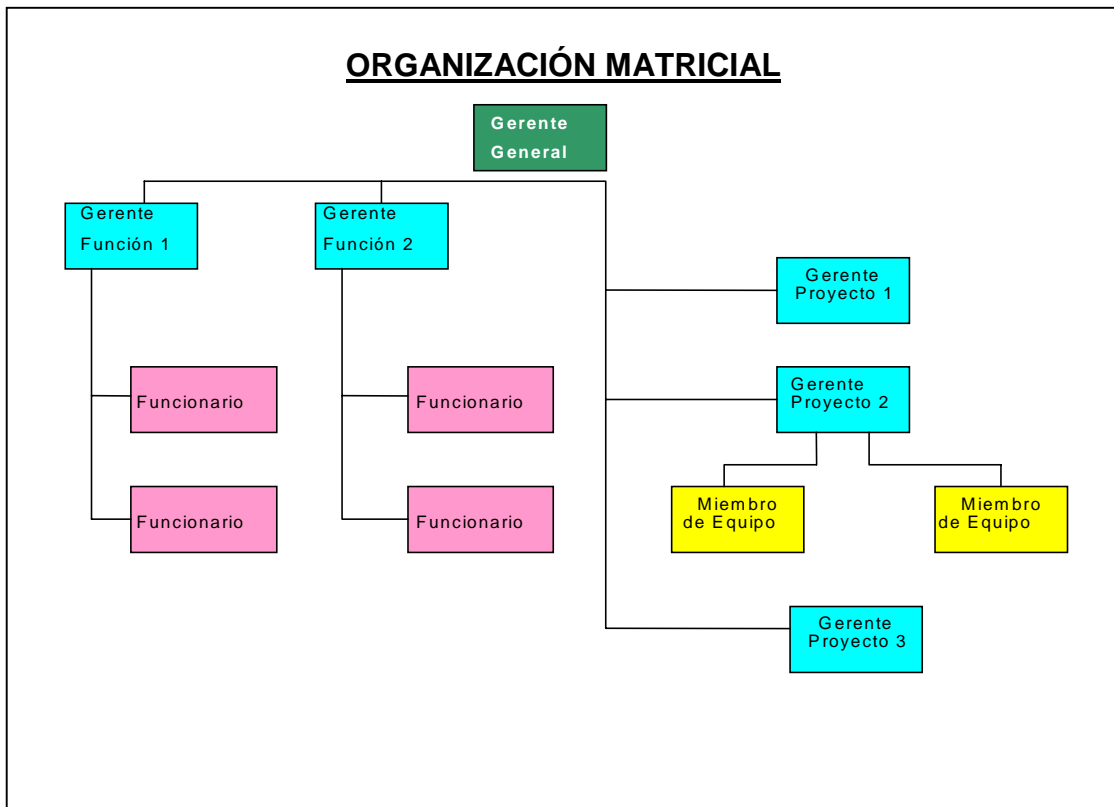 ORGANIZACIÓN MATRICIAL
Gerente
General
Gerente
Función 1
Gerente
Función 2
Gerente
Proyecto 1
Funcionario
Funcionario
Gerente
Proyecto 2
Funcionario
Funcionario
Miembro
de Equipo
Miembro
de Equipo
Gerente
Proyecto 3